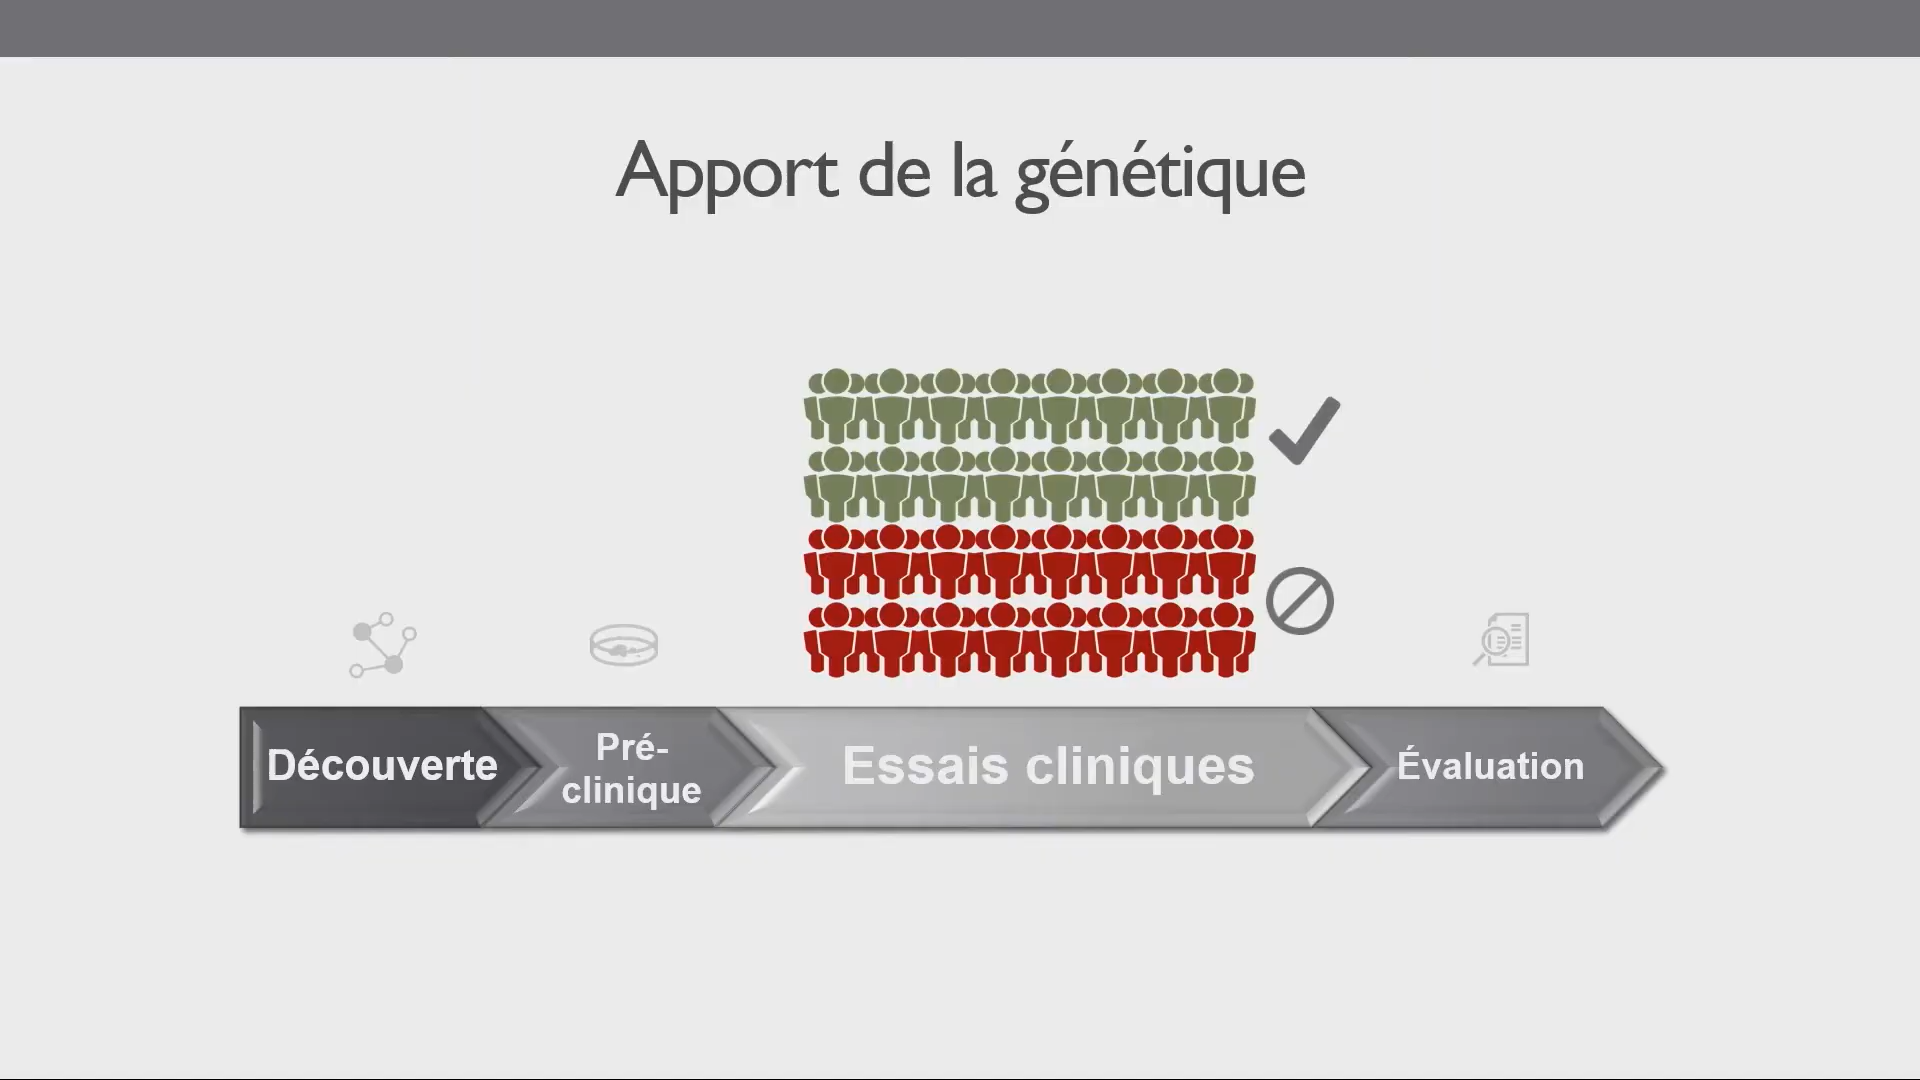 Apport de la génétique
Découverte
Pré-
clinique
Essais cliniques
Évaluation